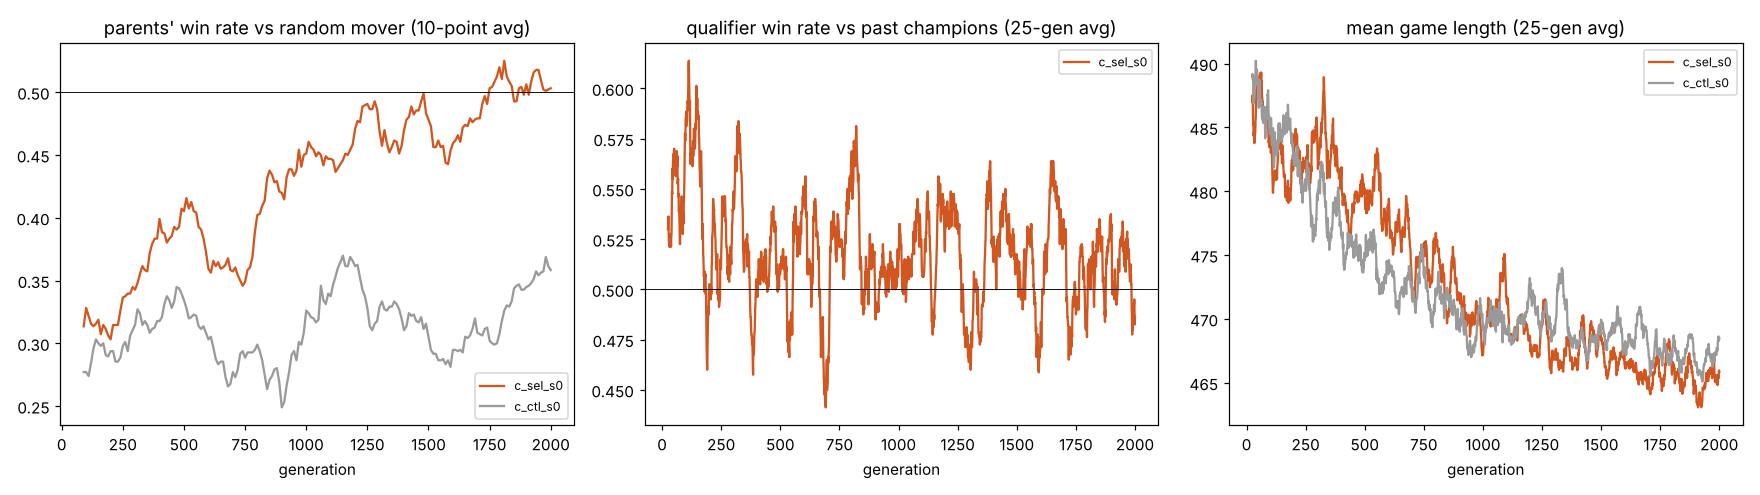 parents' win rate vs random mover (10-point avg)
0.50
0.45
0.40
0.35
0.30
0.25
0 250 500 750 1000 1250 1500 1750 2000
generation
c_sel_s0
c_ctl_s0
qualifier win rate vs past champions (25-gen avg)
0.600
0.575
0.550
0.525
0.500
0.475
0.450
0 250 500 750 1000 1250 1500 1750 2000
generation
c_sel_s0
mean game length (25-gen avg)
490
485
480
475
470
465
0 250 500 750 1000 1250 1500 1750 2000
generation
c_sel_s0
c_ctl_s0